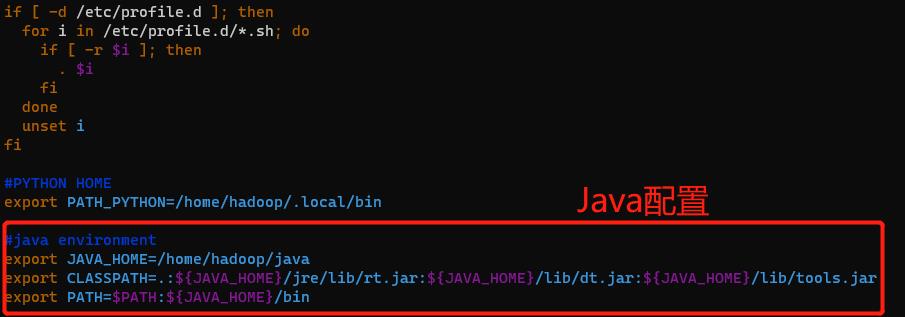 if [ -d /etc/profile.d ]; then
  for i in /etc/profile.d/*.sh; do
    if [ -r $i ]; then
      . $i
    fi
  done
  unset i
fi
#PYTHON HOME
export PATH_PYTHON=/home/hadoop/.local/bin
Java配置
#java environment
export JAVA_HOME=/home/hadoop/java
export CLASSPATH=.:${JAVA_HOME}/jre/lib/rt.jar:${JAVA_HOME}/lib/dt.jar:${JAVA_HOME}/lib/tools.jar
export PATH=$PATH:${JAVA_HOME}/bin